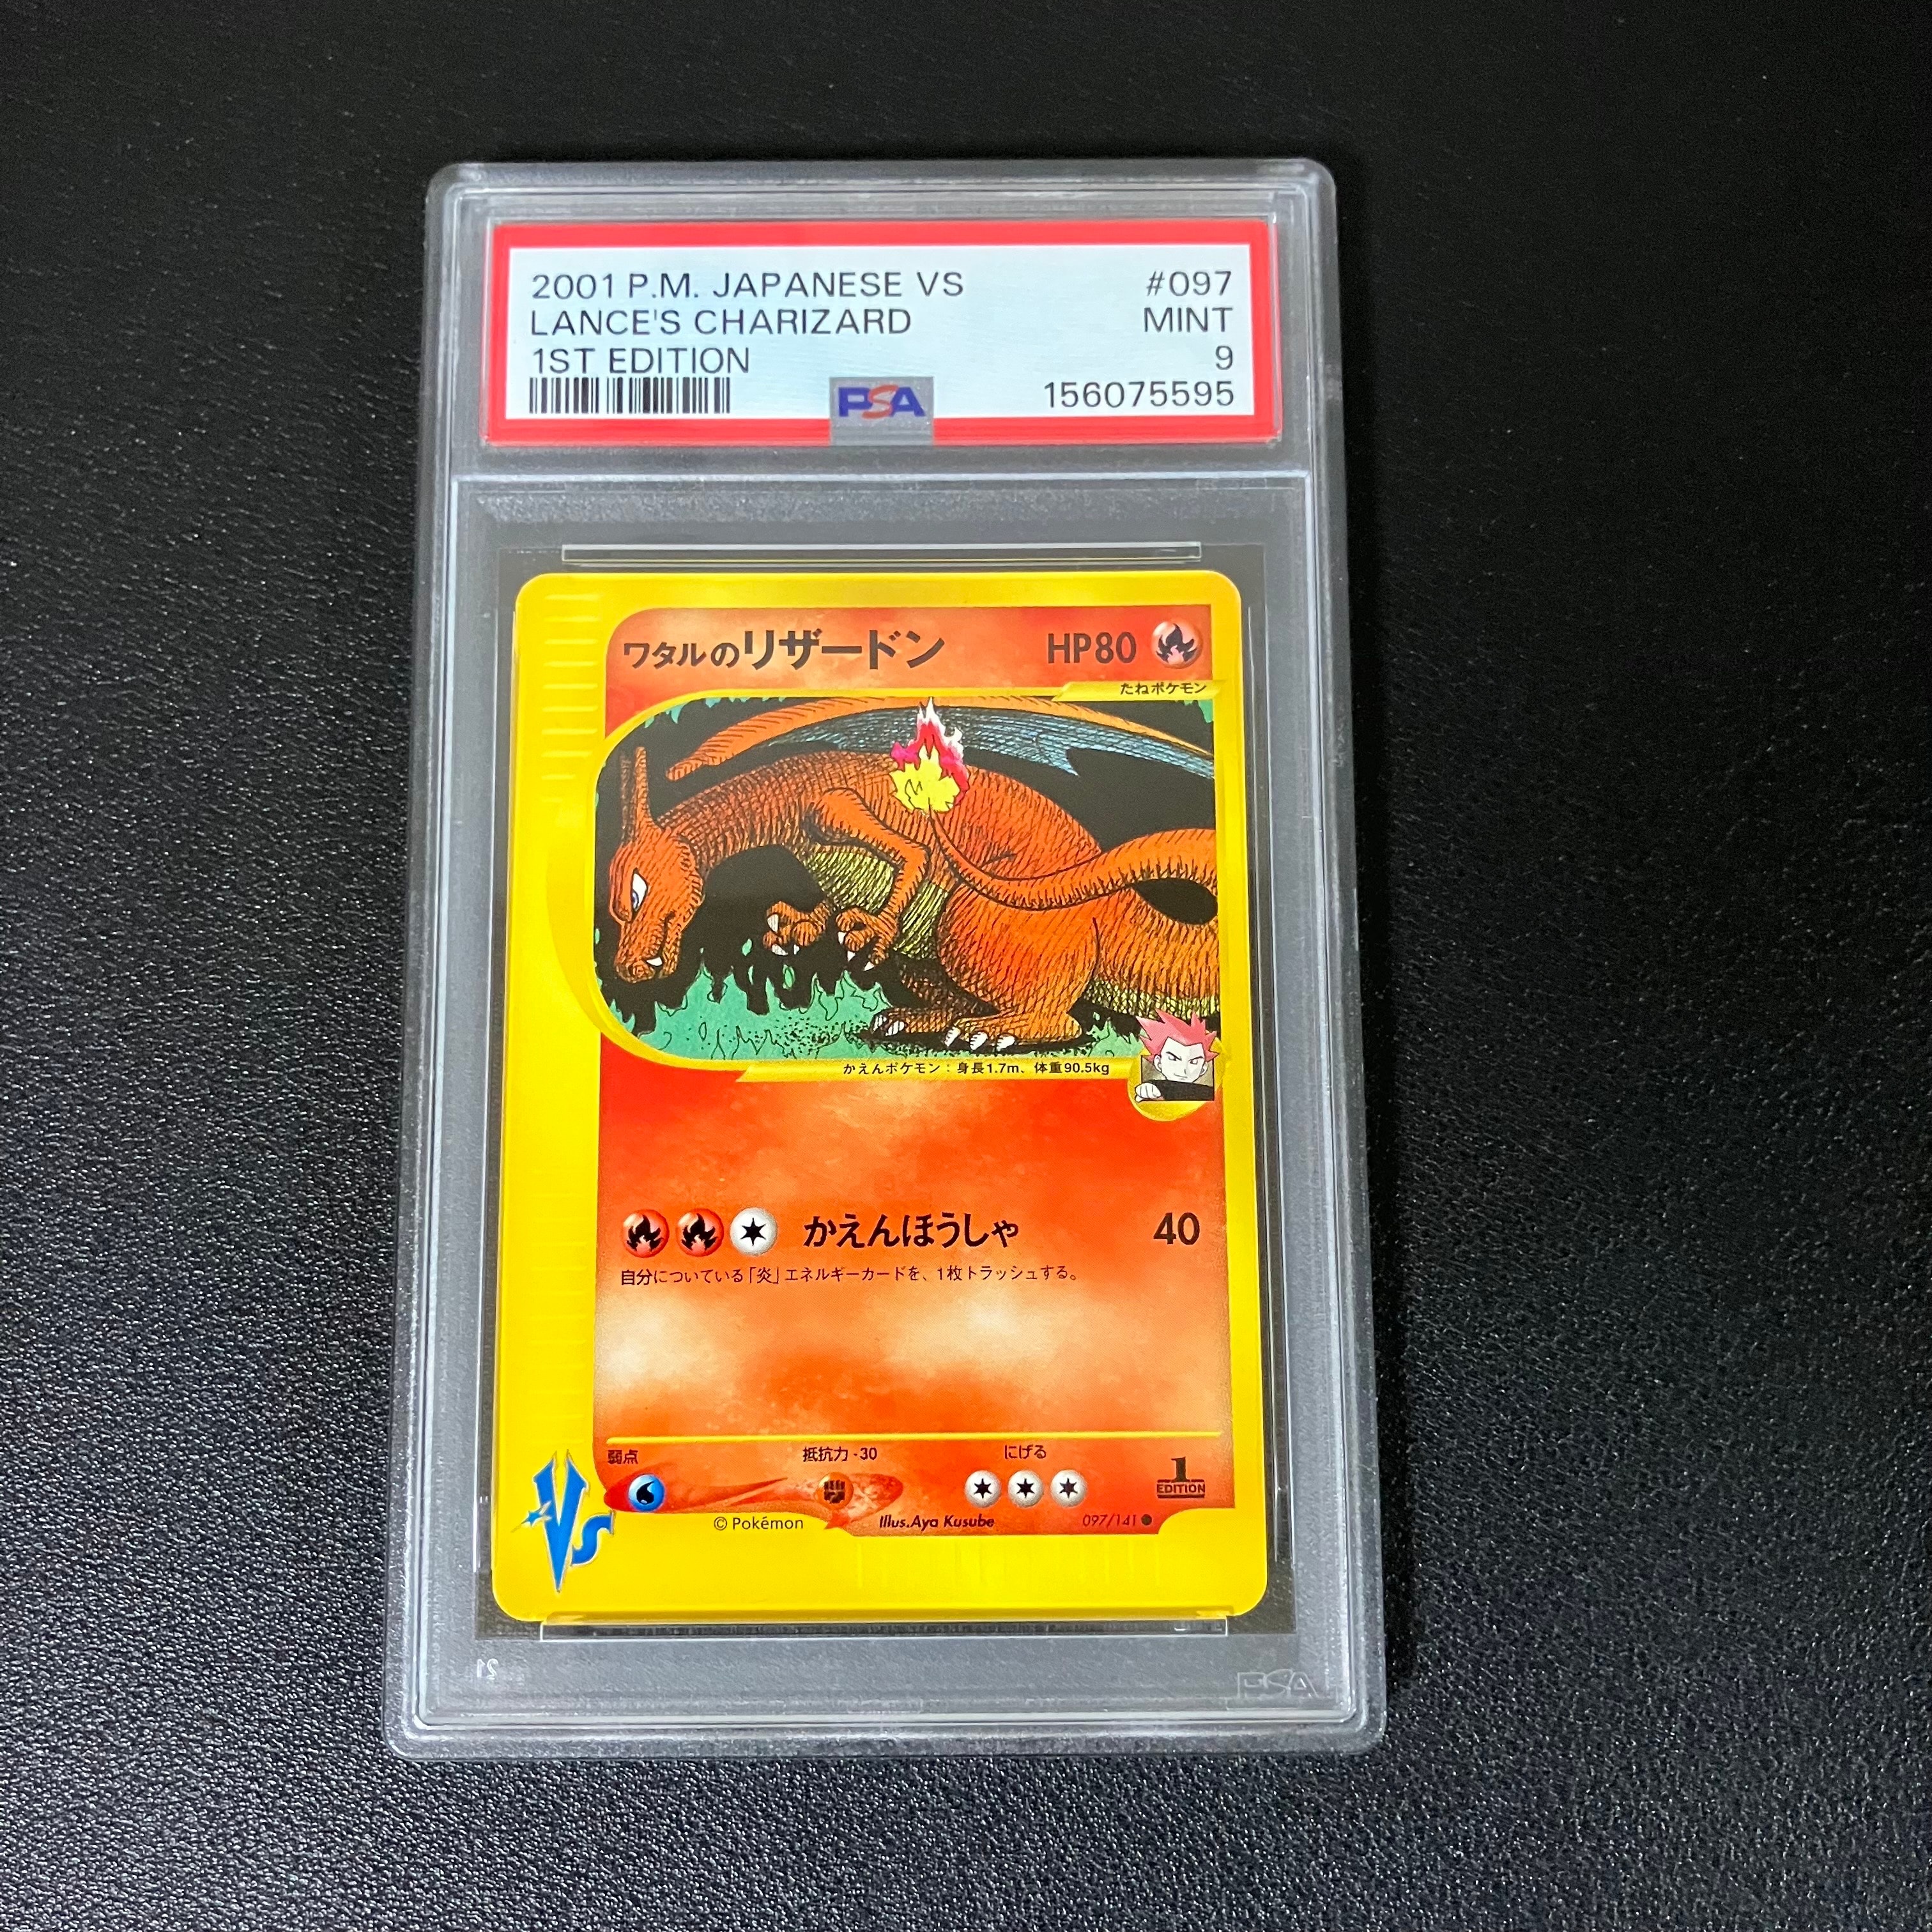 2001 P.M. JAPANESE VS #097
LANCE'S CHARIZARD MINT
1ST EDITION 9
PSA 156075595
ワタルのリザードン HP80
たねポケモン
かえんポケモン:身長1.7m、体重90.5kg
かえんほうしゃ 40
自分についている「炎」エネルギーカードを、1枚トラッシュする。
弱点 抵抗力-30 にげる
1
EDITION
VS
©Pokémon Illus.Aya Kusube 097/141
21 PSA